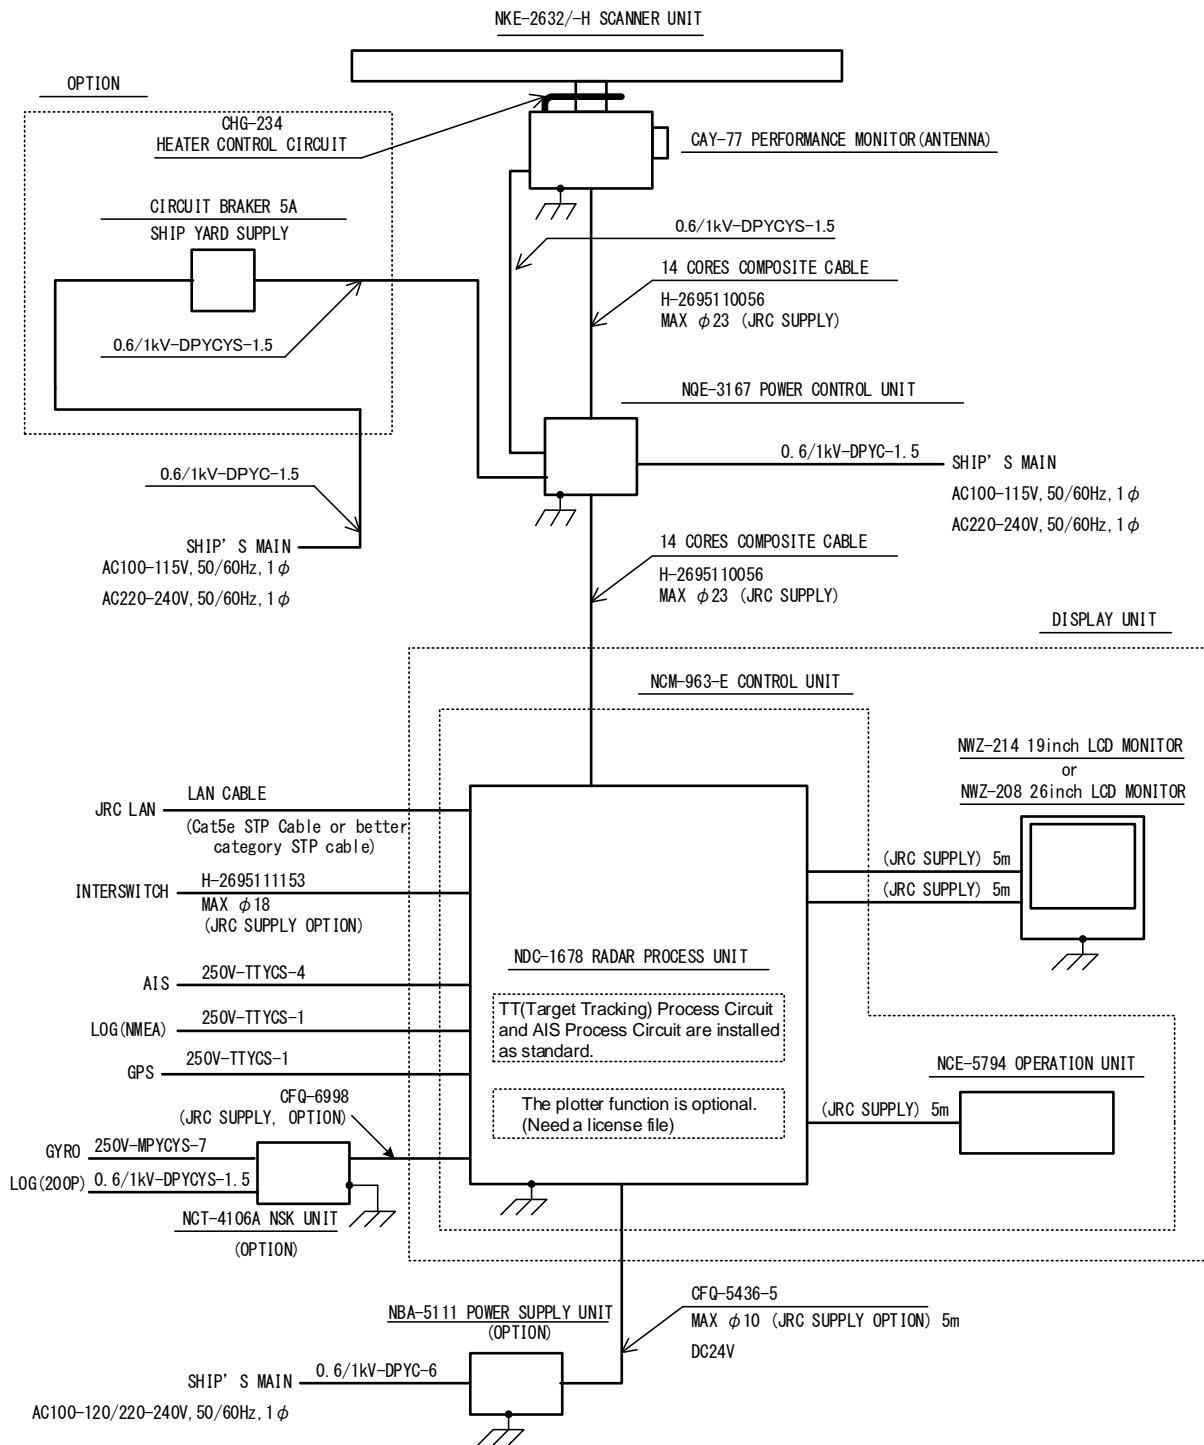 NKE-2632/-H SCANNER UNIT
OPTION
CHG-234
HEATER CONTROL CIRCUIT
CAY-77 PERFORMANCE MONITOR(ANTENNA)
CIRCUIT BRAKER 5A
SHIP YARD SUPPLY
0.6/1kV-DPYCYS-1.5
14 CORES COMPOSITE CABLE
H-2695110056
MAX φ23 (JRC SUPPLY)
0.6/1kV-DPYCYS-1.5
NQE-3167 POWER CONTROL UNIT
0.6/1kV-DPYC-1.5
SHIP'S MAIN
AC100-115V, 50/60Hz, 1φ
AC220-240V, 50/60Hz, 1φ
0.6/1kV-DPYC-1.5
SHIP'S MAIN
AC100-115V, 50/60Hz, 1φ
AC220-240V, 50/60Hz, 1φ
14 CORES COMPOSITE CABLE
H-2695110056
MAX φ23 (JRC SUPPLY)
DISPLAY UNIT
NCM-963-E CONTROL UNIT
NWZ-214 19inch LCD MONITOR
or
NWZ-208 26inch LCD MONITOR
JRC LAN
LAN CABLE
(Cat5e STP Cable or better
category STP cable)
(JRC SUPPLY) 5m
(JRC SUPPLY) 5m
INTERSWITCH
H-2695111153
MAX φ18
(JRC SUPPLY OPTION)
NDC-1678 RADAR PROCESS UNIT
AIS
250V-TTYCS-4
TT(Target Tracking) Process Circuit
and AIS Process Circuit are installed
as standard.
LOG(NMEA)
250V-TTYCS-1
GPS
250V-TTYCS-1
NCE-5794 OPERATION UNIT
CFQ-6998
(JRC SUPPLY, OPTION)
The plotter function is optional.
(Need a license file)
(JRC SUPPLY) 5m
GYRO
250V-MPYCYS-7
LOG(200P)
0.6/1kV-DPYCYS-1.5
NCT-4106A NSK UNIT
(OPTION)
NBA-5111 POWER SUPPLY UNIT
(OPTION)
CFQ-5436-5
MAX φ10 (JRC SUPPLY OPTION) 5m
DC24V
SHIP'S MAIN
0.6/1kV-DPYC-6
AC100-120/220-240V, 50/60Hz, 1φ